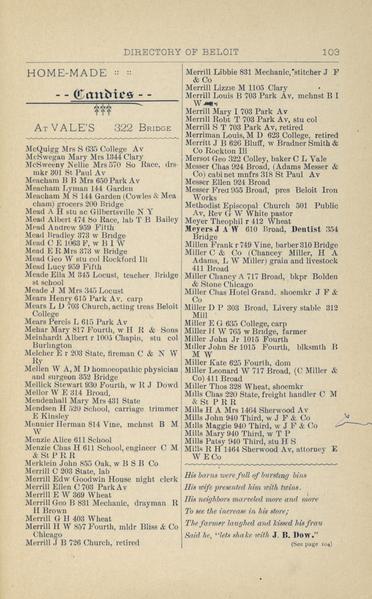 DIRECTORY OF BELOIT 103
HOME-MADE :: ::
-- Candies --
AT VALE'S 322 BRIDGE
McQuigg Mrs S 635 College Av
McSwegan Mary Mrs 1344 Clary
McSweeny Nellie Mrs 570 So Race, drs-
mkr 301 St Paul Av
Meacham B B Mrs 650 Park Av
Meacham Lyman 144 Garden
Meacham M S 144 Garden (Cowles & Mea
cham) grocers 200 Bridge
Mead A H stu ac Gilbertsville N Y
Mead Albert 474 So Race, lab T B Bailey
Mead Andrew 959 Fifth
Mead Bradley 373 w Bridge
Mead C E 1063 F, w B I W
Mead E R Mrs 373 w Bridge
Mead Geo W stu col Rockford Ill
Mead Lucy 959 Fifth
Meade Ella M 345 Locust, teacher Bridge
st school
Meade J M Mrs 345 Locust
Mears Henry 615 Park Av. carp
Mears L D 703 Church, acting treas Beloit
College
Mears Percis L 615 Park Av
Mehar Mary 817 Fourth, w H R & Sons
Meinhardt Albert r 1005 Chapin, stu col
Burlington
Melcher E r 203 State, fireman C & N W
Ry
Mellen W A, M D homœopathic physician
and surgeon 352 Bridge
Mellick Stewart 930 Fourth, w R J Dowd
Mellor W E 314 Broad,
Mendenhall Mary Mrs 431 State
Mendsen H 520 School, carriage trimmer
E Kinsley
Mennier Herman 814 Vine, mchnst B M
W
Menzie Alice 611 School
Menzie Chas H 611 School, engineer C M
& St P R R
Merklein John 855 Oak, w B S B Co
Merrill C 203 State, lab
Merrill Edw Goodwin House night clerk
Merrill Ellen C 703 Park Av
Merrill E W 369 Wheat
Merrill Geo B 831 Mechanic, drayman R
H Brown
Merrill G H 403 Wheat
Merrill H W 857 Fourth, mldr Bliss & Co
Chicago
Merrill J B 726 Church, retired
Merrill Libbie 831 Mechanic, stitcher J F
& Co
Merrill Lizzie M 1105 Clary
Merrill Louis B 703 Park Av, mchnst B I
W
Merrill Mary I 703 Park Av
Merrill Robt T 703 Park Av, stu col
Merrill S T 703 Park Av, retired
Merriman Louis, M D 623 College, retired
Merritt J B 626 Bluff, w Bradner Smith &
Co Rockton Ill
Mersot Geo 322 Colley, baker C L Vale
Messer Chas 924 Broad, (Adams Messer &
Co) cabinet mnfrs 318 St Paul Av
Messer Ellen 924 Broad
Messer Fred 955 Broad, pres Beloit Iron
Works
Methodist Episcopal Church 501 Public
Av, Rev G W White pastor
Meyer Theophil r 412 Wheat
Meyers J A W 610 Broad, Dentist 354
Bridge
Millen Frank r 749 Vine, barber 310 Bridge
Miller C & Co (Chancey Miller, H A
Adams, L W Miller) grain and livestock
411 Broad
Miller Chancy A 717 Broad, bkpr Bolden
& Stone Chicago
Miller Chas Hotel Grand. shoemkr J F &
Co
Miller D P 303 Broad, Livery stable 312
Mill
Miller E G 655 College, carp
Miller H W 765 w Bridge, farmer
Miller John Jr 1015 Fourth
Miller John Sr 1015 Fourth, blksmth B
M W
Miller Kate 625 Fourth, dom
Miller Leonard W 717 Broad, (C Miller &
Co) 411 Broad
Miller Thos 328 Wheat, shoemkr
Mills Chas 220 State, freight handler C M
& St P R R
Mills H A Mrs 1464 Sherwood Av
Mills John 940 Third, w J F & Co
Mills Maggie 940 Third, w J F & Co
Mills Mary 940 Third, w T P
Mills Patsy 940 Third, stu H S
Mills R H 1464 Sherwood Av, attorney E
W E Co
His barns were full of bursting bins
His wife presented him with twins.
His neighbors marveled more and more
To see the increase in his store;
The farmer laughed and kissed his frau
Said he, "lets shake with J. B. Dow."
(See page 104)